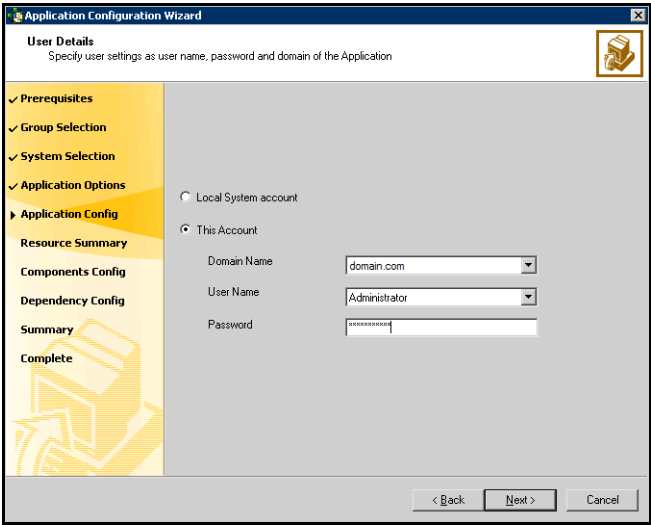 Application Configuration Wizard
User Details
Specify user settings as user name, password and domain of the Application
Prerequisites
Group Selection
System Selection
Application Options
Application Config
Resource Summary
Components Config
Dependency Config
Summary
Complete
Local System account
This Account
Domain Name
domain.com
User Name
Administrator
Password
***********
< Back
Next >
Cancel